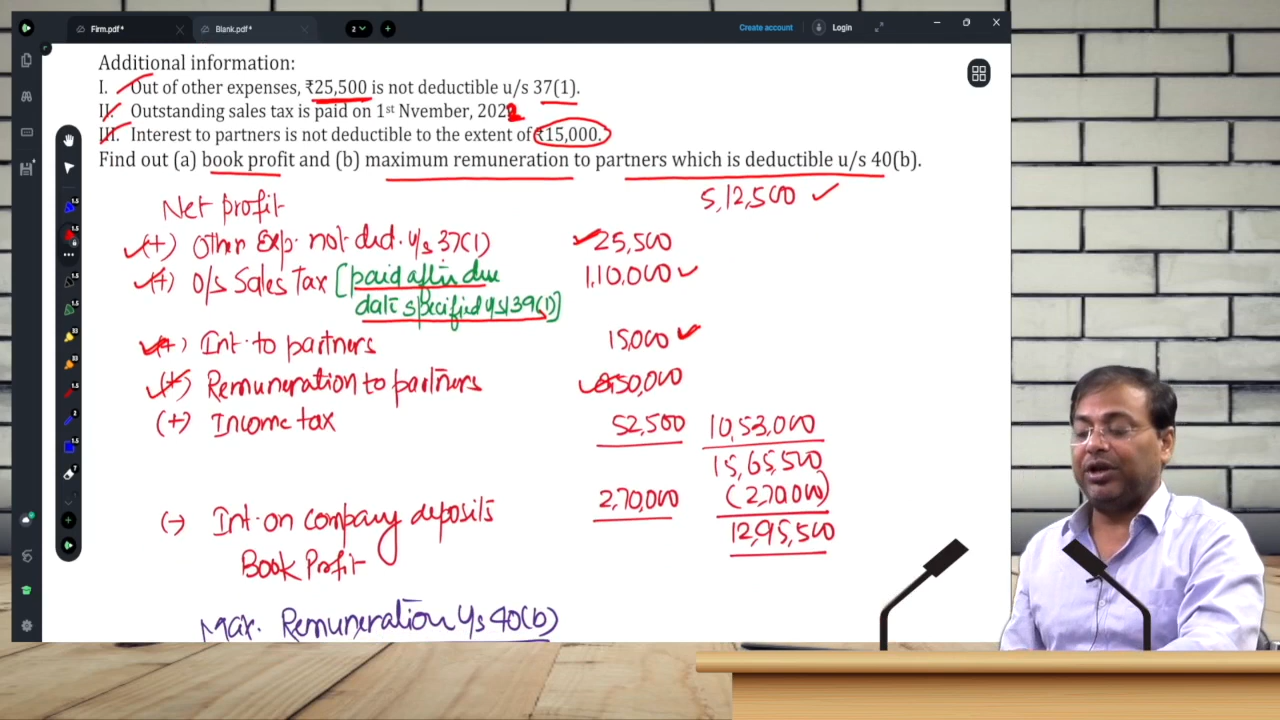 Firm.pdf*
Blank.pdf*
2
Create account
Login
Additional information:
I. Out of other expenses, ₹25,500 is not deductible u/s 37(1).
II. Outstanding sales tax is paid on 1st Nvember, 2022
III. Interest to partners is not deductible to the extent of ₹15,000.
Find out (a) book profit and (b) maximum remuneration to partners which is deductible u/s 40(b).
Net profit 5,12,500
(+) Other Exp. not ded. u/s 37(1) 25,500
(+) O/s Sales Tax [paid after due 1,10,000
date specified u/s 139(1)]
(+) Int. to partners 15,000
(+) Remuneration to partners 850,000
(+) Income tax 52,500 10,53,000
15,65,500
(-) Int. on company deposits 2,70,000 (2,70,000)
Book Profit 12,95,500
Max. Remuneration u/s 40(b)